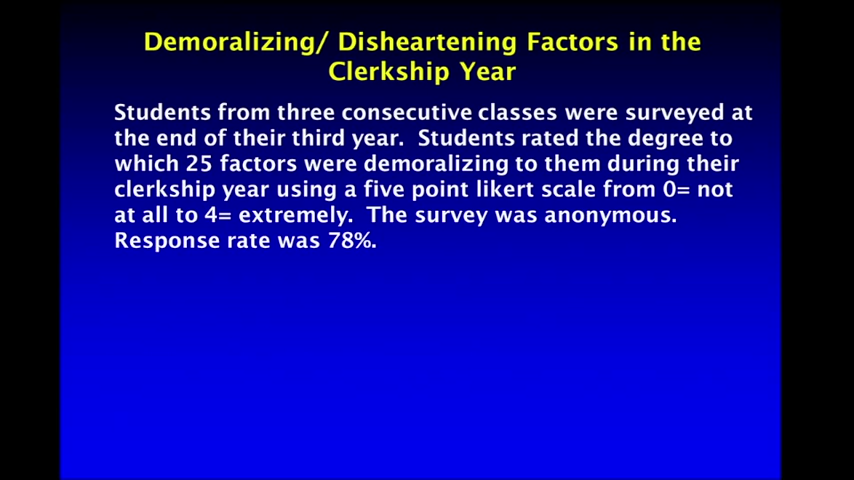 Demoralizing/ Disheartening Factors in the
Clerkship Year
Students from three consecutive classes were surveyed at
the end of their third year.  Students rated the degree to
which 25 factors were demoralizing to them during their
clerkship year using a five point likert scale from 0= not
at all to 4= extremely.  The survey was anonymous.
Response rate was 78%.